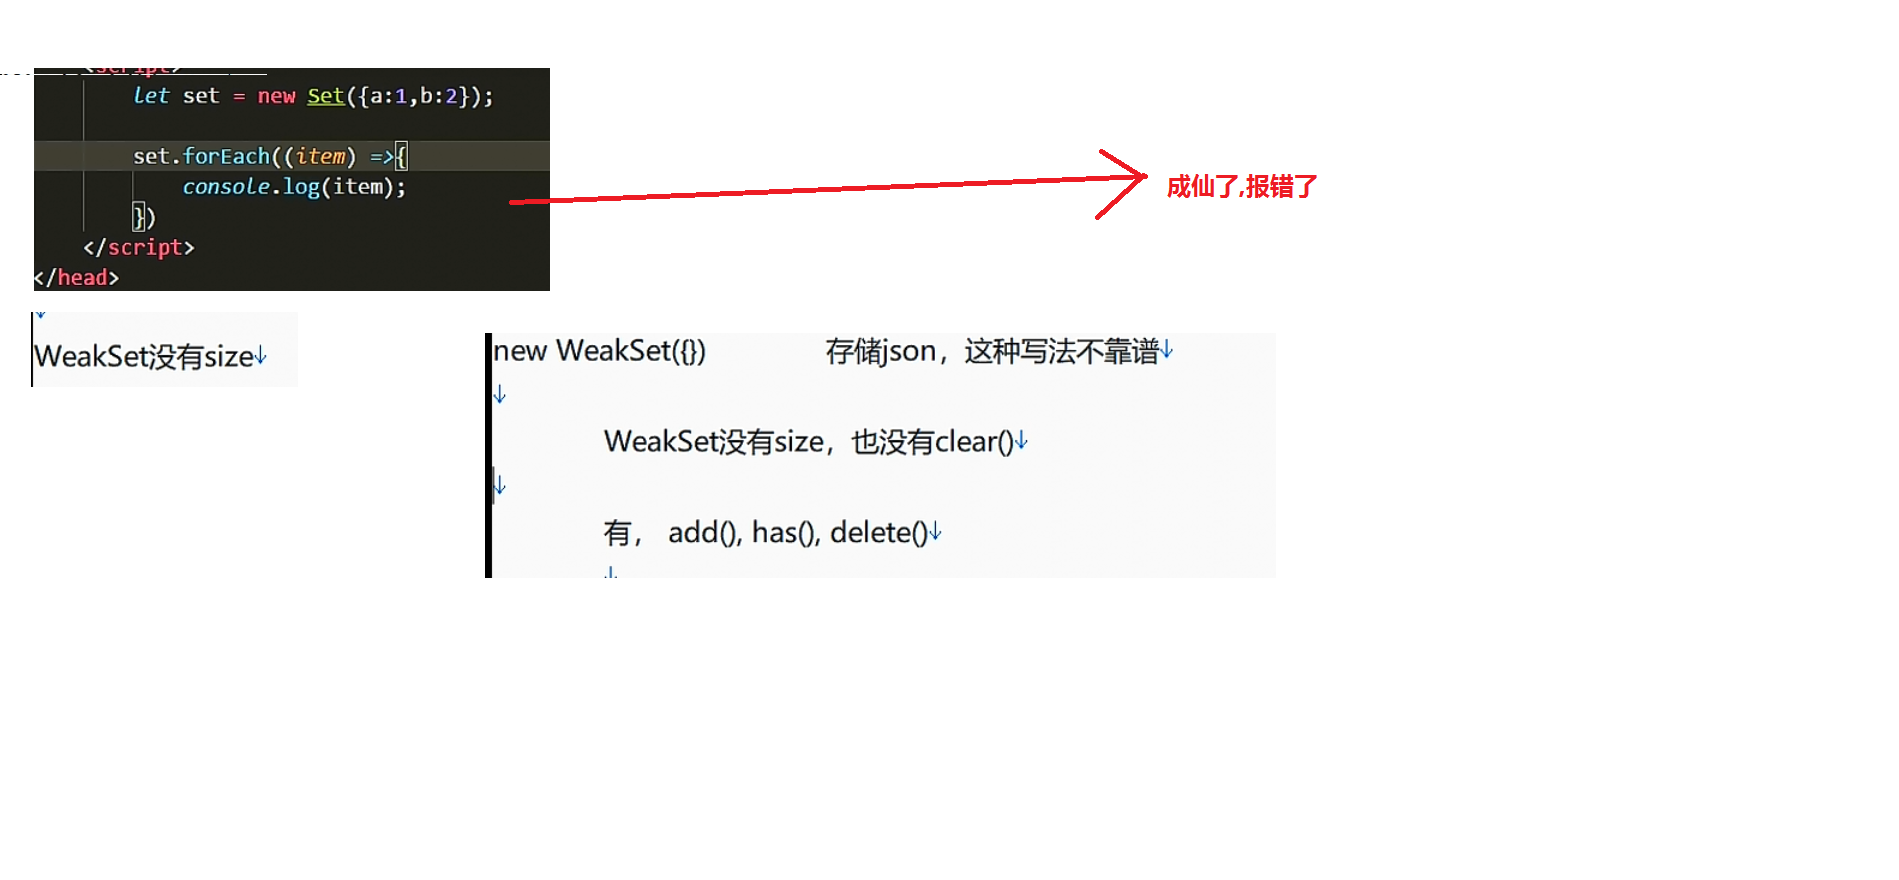 <script>
let set = new Set({a:1,b:2});
set.forEach((item) =>{
console.log(item);
})
</script>
</head>
成仙了,报错了
WeakSet没有size↓
new WeakSet({}) 存储json，这种写法不靠谱↓
↓
WeakSet没有size，也没有clear()↓
↓
有， add(), has(), delete()↓